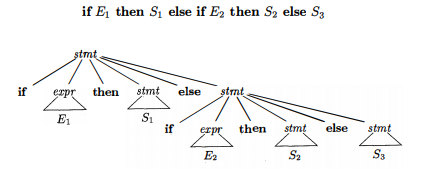 if E₁ then S₁ else if E₂ then S₂ else S₃
stmt
if expr then stmt else stmt
E₁ S₁
if expr then stmt else stmt
E₂ S₂ S₃